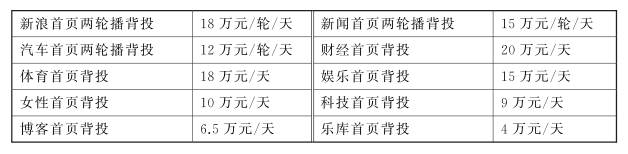 新浪首页两轮播背投 18 万元/轮/天 新闻首页两轮播背投 15 万元/轮/天
汽车首页两轮播背投 12 万元/轮/天 财经首页背投 20 万元/天
体育首页背投 18 万元/天 娱乐首页背投 15 万元/天
女性首页背投 10 万元/天 科技首页背投 9 万元/天
博客首页背投 6.5 万元/天 乐库首页背投 4 万元/天